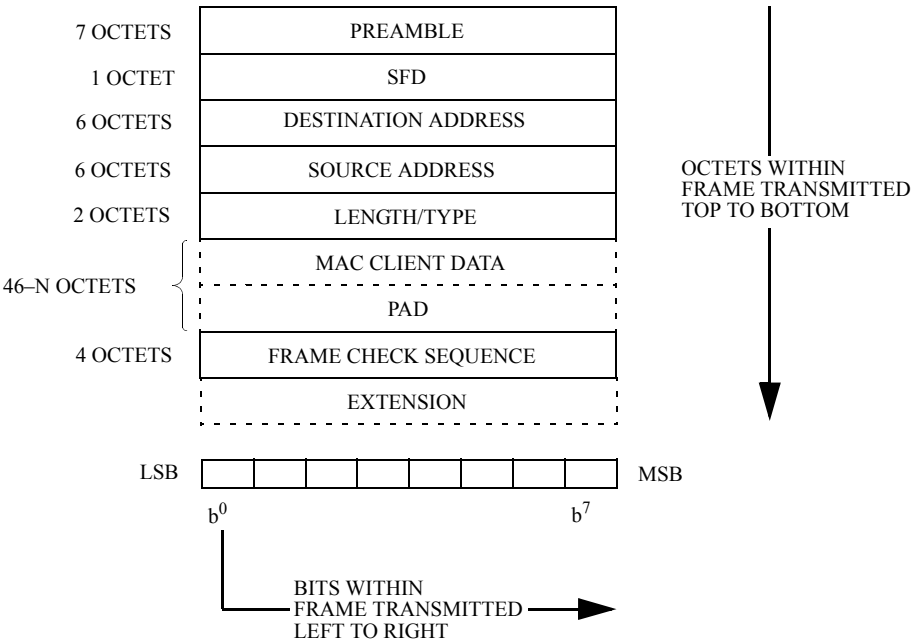 7 OCTETS PREAMBLE
1 OCTET SFD
6 OCTETS DESTINATION ADDRESS
6 OCTETS SOURCE ADDRESS
2 OCTETS LENGTH/TYPE
MAC CLIENT DATA
46–N OCTETS
PAD
4 OCTETS FRAME CHECK SEQUENCE
EXTENSION
OCTETS WITHIN
FRAME TRANSMITTED
TOP TO BOTTOM
LSB MSB
b⁰ b⁷
BITS WITHIN
FRAME TRANSMITTED
LEFT TO RIGHT